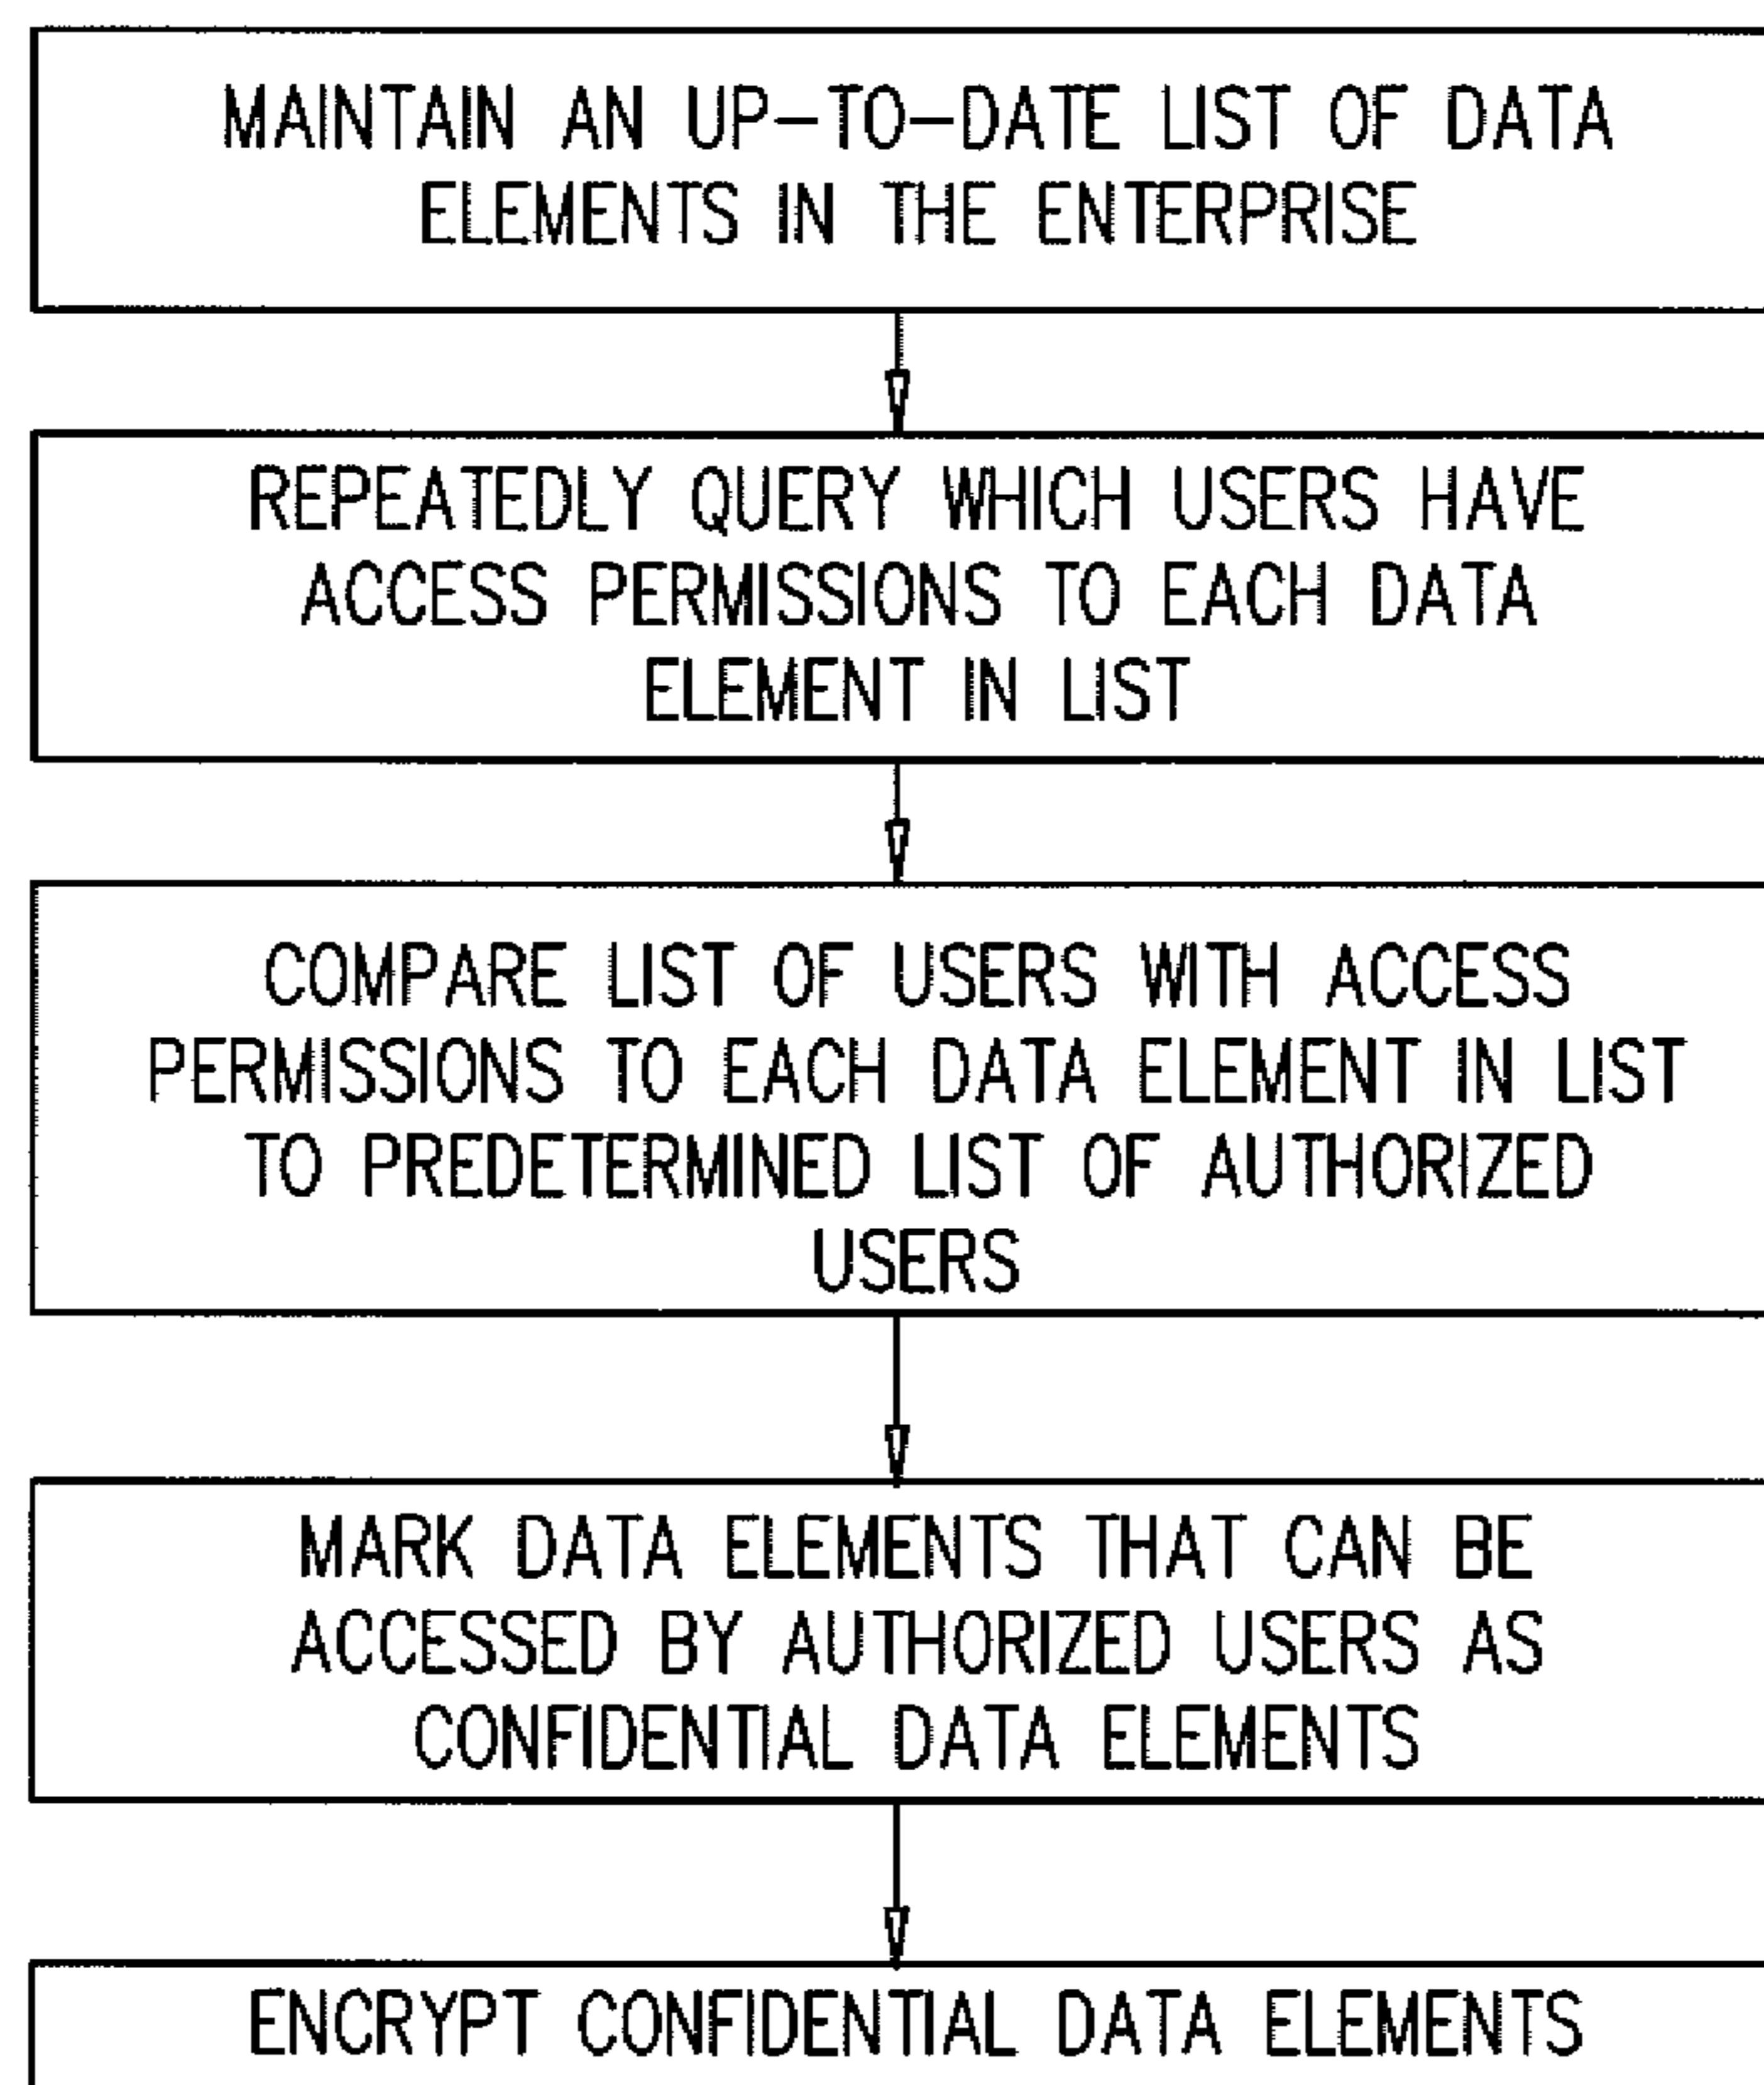 MAINTAIN AN UP-TO-DATE LIST OF DATA
ELEMENTS IN THE ENTERPRISE
REPEATEDLY QUERY WHICH USERS HAVE
ACCESS PERMISSIONS TO EACH DATA
ELEMENT IN LIST
COMPARE LIST OF USERS WITH ACCESS
PERMISSIONS TO EACH DATA ELEMENT IN LIST
TO PREDETERMINED LIST OF AUTHORIZED
USERS
MARK DATA ELEMENTS THAT CAN BE
ACCESSED BY AUTHORIZED USERS AS
CONFIDENTIAL DATA ELEMENTS
ENCRYPT CONFIDENTIAL DATA ELEMENTS